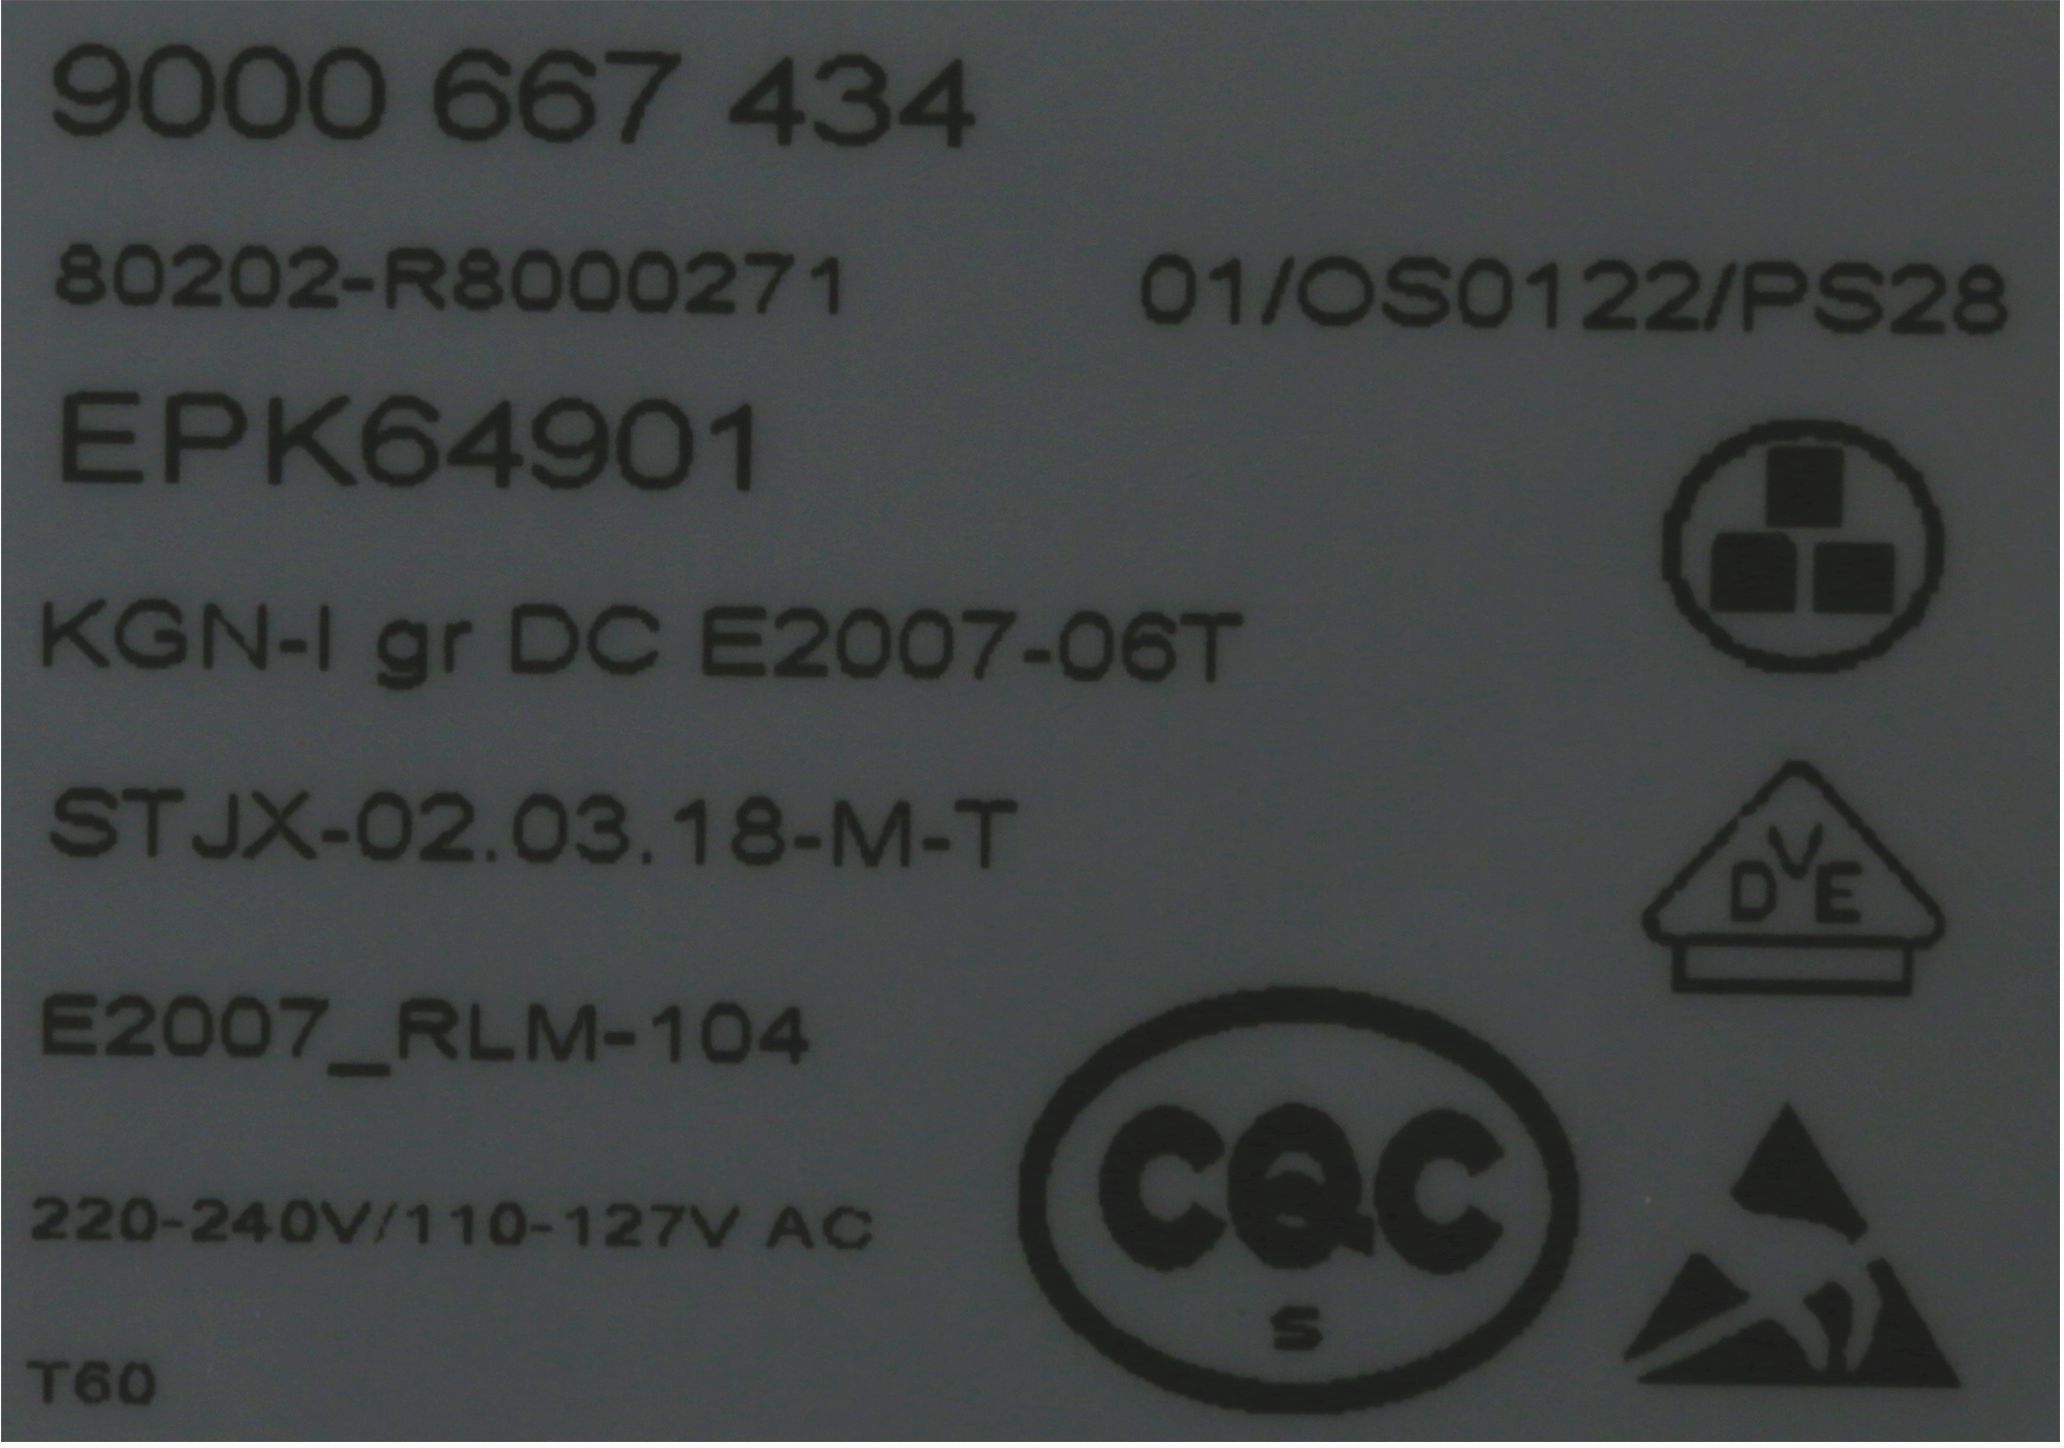 9000 667 434
80202-R8000271 01/OS0122/PS28
EPK64901
KGN-I gr DC E2007-06T
STJX-02.03.18-M-T
DVE
E2007_RLM-104
CQC
220-240V/110-127V AC
S
T60